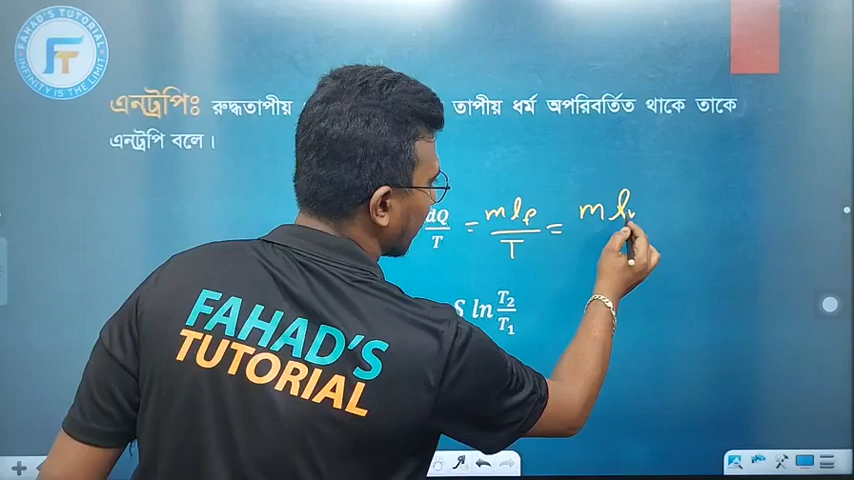 FAHAD'S TUTORIAL
INFINITY IS THE LIMIT
এনট্রপিঃ রুদ্ধতাপীয় তাপীয় ধর্ম অপরিবর্তিত থাকে তাকে
এনট্রপি বলে।
dQ/T = mlf/T = mlv
S ln T2/T1
FAHAD'S
TUTORIAL